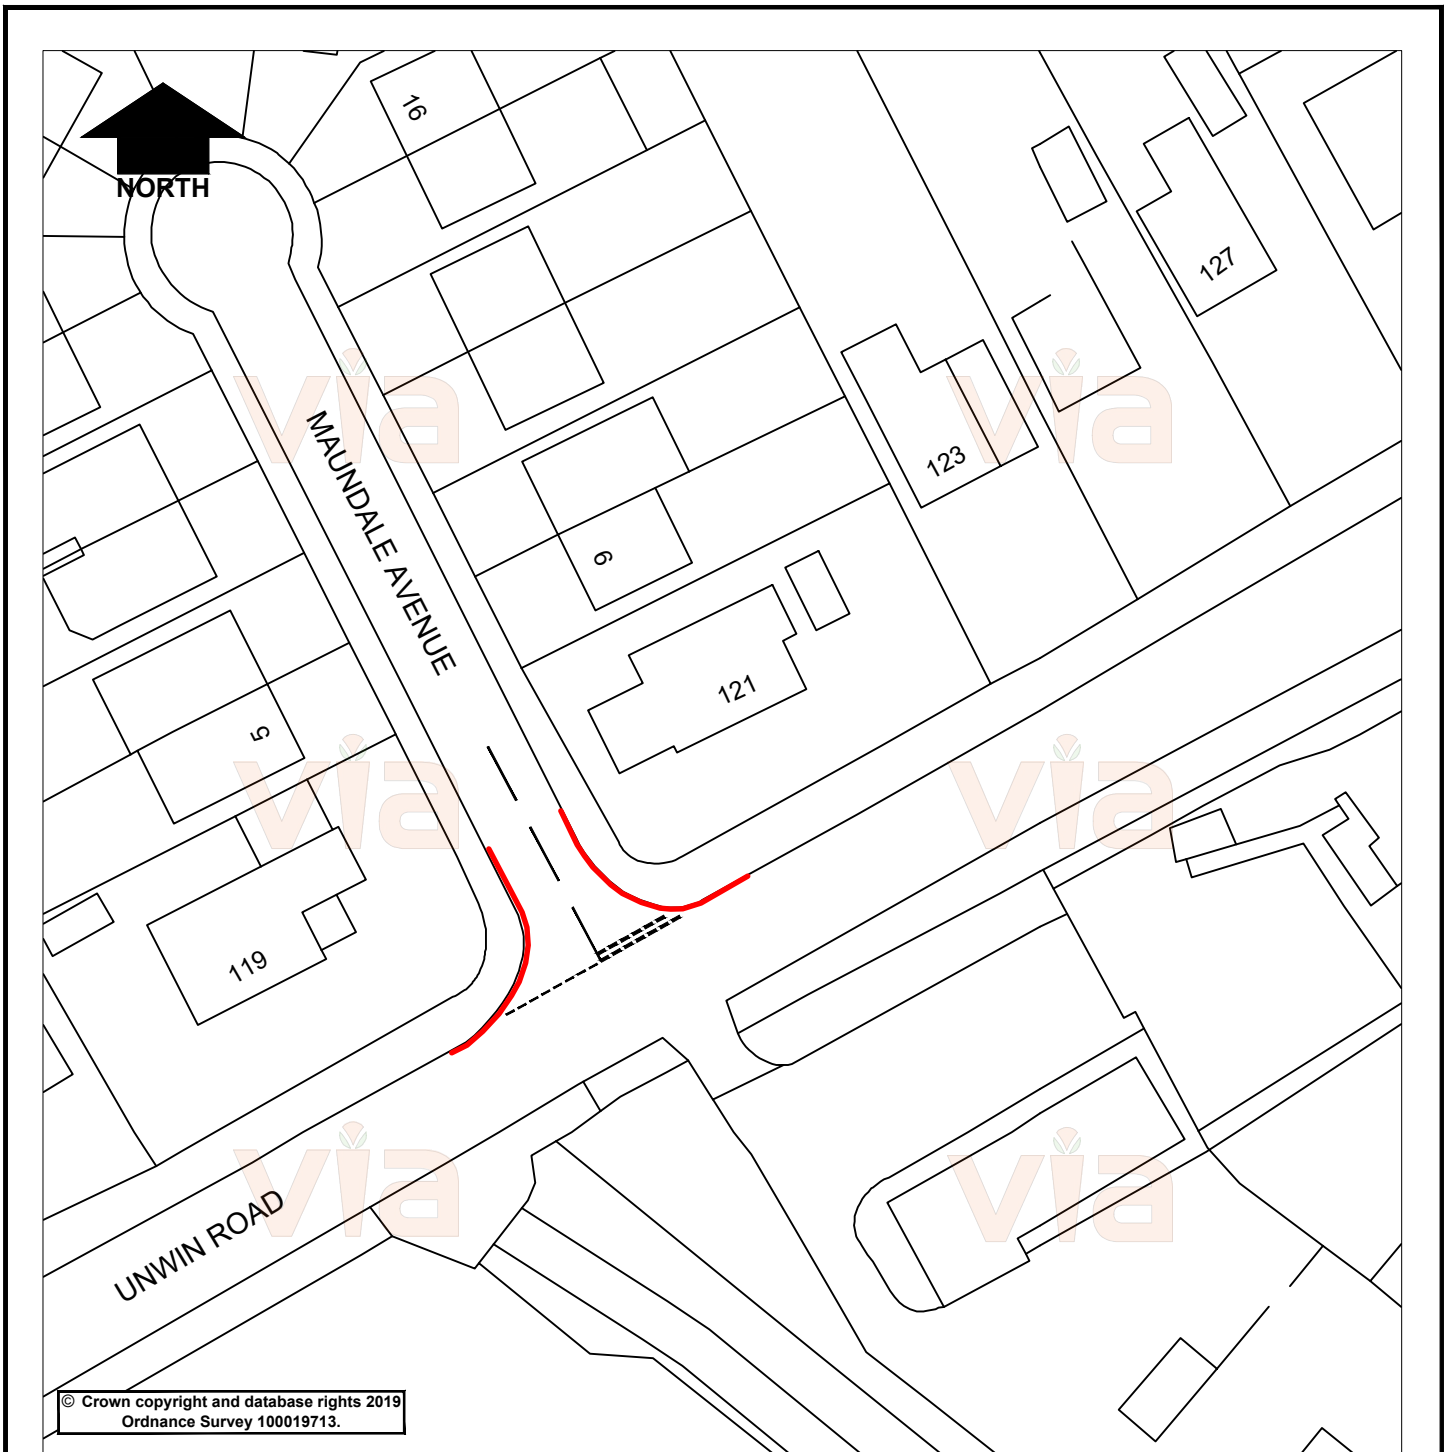 NORTH
16
127
via
via
MAUNDALE AVENUE
123
6
121
5
via
via
119
via
via
UNWIN ROAD
© Crown copyright and database rights 2019
Ordnance Survey 100019713.